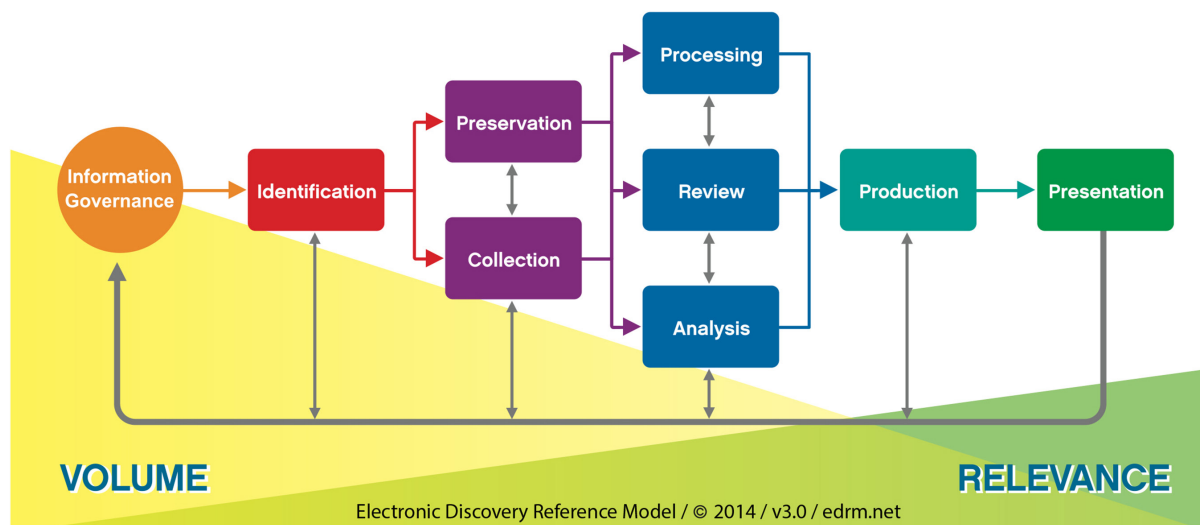 Information
Governance
Identification
Preservation
Collection
Processing
Review
Analysis
Production
Presentation
VOLUME
RELEVANCE
Electronic Discovery Reference Model / © 2014 / v3.0 / edrm.net